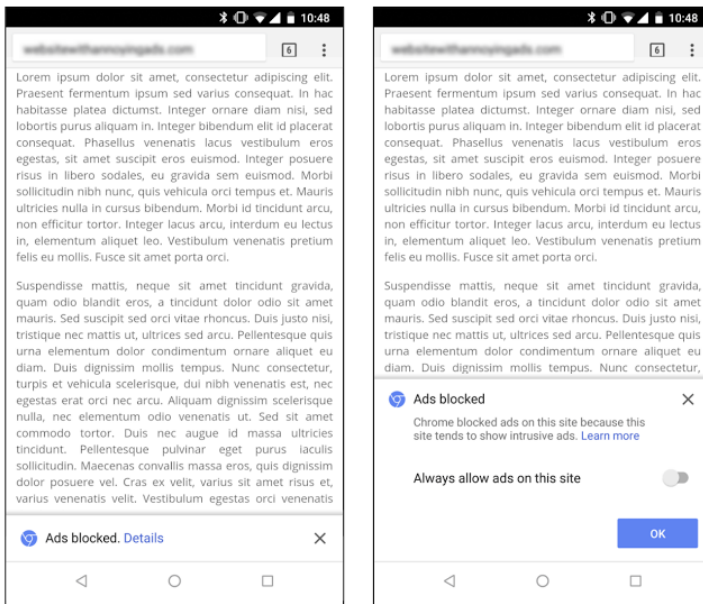 10:48
websitewithannoyingads.com
6
Lorem ipsum dolor sit amet, consectetur adipiscing elit.
Praesent fermentum ipsum sed varius consequat. In hac
habitasse platea dictumst. Integer ornare diam nisi, sed
lobortis purus aliquam in. Integer bibendum elit id placerat
consequat. Phasellus venenatis lacus vestibulum eros
egestas, sit amet suscipit eros euismod. Integer posuere
risus in libero sodales, eu gravida sem euismod. Morbi
sollicitudin nibh nunc, quis vehicula orci tempus et. Mauris
ultricies nulla in cursus bibendum. Morbi id tincidunt arcu,
non efficitur tortor. Integer lacus arcu, interdum eu lectus
in, elementum aliquet leo. Vestibulum venenatis pretium
felis eu mollis. Fusce sit amet porta orci.
Suspendisse mattis, neque sit amet tincidunt gravida,
quam odio blandit eros, a tincidunt dolor odio sit amet
mauris. Sed suscipit sed orci vitae rhoncus. Duis justo nisi,
tristique nec mattis ut, ultrices sed arcu. Pellentesque quis
urna elementum dolor condimentum ornare aliquet eu
diam. Duis dignissim mollis tempus. Nunc consectetur,
turpis et vehicula scelerisque, dui nibh venenatis est, nec
egestas erat orci nec arcu. Aliquam dignissim scelerisque
nulla, nec elementum odio venenatis ut. Sed sit amet
commodo tortor. Duis nec augue id massa ultricies
tincidunt. Pellentesque pulvinar eget purus iaculis
sollicitudin. Maecenas convallis massa eros, quis dignissim
dolor posuere vel. Cras ex velit, varius sit amet risus et,
varius venenatis velit. Vestibulum egestas orci venenatis
Ads blocked. Details
10:48
websitewithannoyingads.com
6
Lorem ipsum dolor sit amet, consectetur adipiscing elit.
Praesent fermentum ipsum sed varius consequat. In hac
habitasse platea dictumst. Integer ornare diam nisi, sed
lobortis purus aliquam in. Integer bibendum elit id placerat
consequat. Phasellus venenatis lacus vestibulum eros
egestas, sit amet suscipit eros euismod. Integer posuere
risus in libero sodales, eu gravida sem euismod. Morbi
sollicitudin nibh nunc, quis vehicula orci tempus et. Mauris
ultricies nulla in cursus bibendum. Morbi id tincidunt arcu,
non efficitur tortor. Integer lacus arcu, interdum eu lectus
in, elementum aliquet leo. Vestibulum venenatis pretium
felis eu mollis. Fusce sit amet porta orci.
Suspendisse mattis, neque sit amet tincidunt gravida,
quam odio blandit eros, a tincidunt dolor odio sit amet
mauris. Sed suscipit sed orci vitae rhoncus. Duis justo nisi,
tristique nec mattis ut, ultrices sed arcu. Pellentesque quis
urna elementum dolor condimentum ornare aliquet eu
diam. Duis dignissim mollis tempus. Nunc consectetur,
Ads blocked
Chrome blocked ads on this site because this
site tends to show intrusive ads. Learn more
Always allow ads on this site
OK